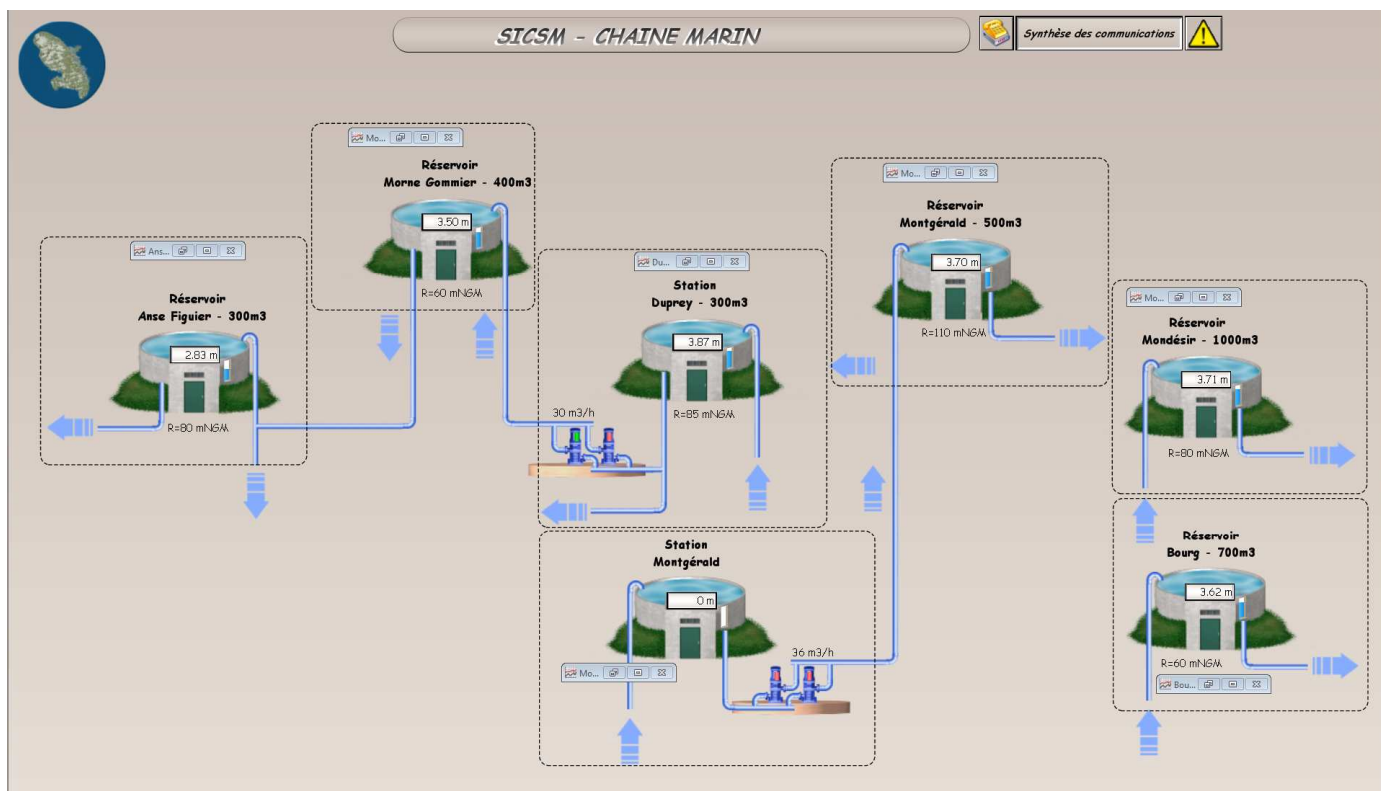 SICSM - CHAINE MARIN
Synthèse des communications
Mo...
Réservoir
Morne Gommier - 400m3
3.50 m
R=60 mNGM
Ans...
Réservoir
Anse Figuier - 300m3
2.83 m
R=80 mNGM
Du...
Station
Duprey - 300m3
3.87 m
R=85 mNGM
30 m3/h
Mo...
Réservoir
Montgérald - 500m3
3.70 m
R=110 mNGM
Mo...
Réservoir
Mondésir - 1000m3
3.71 m
R=80 mNGM
Station
Montgérald
0 m
Mo...
36 m3/h
Réservoir
Bourg - 700m3
3.62 m
R=60 mNGM
Bou...